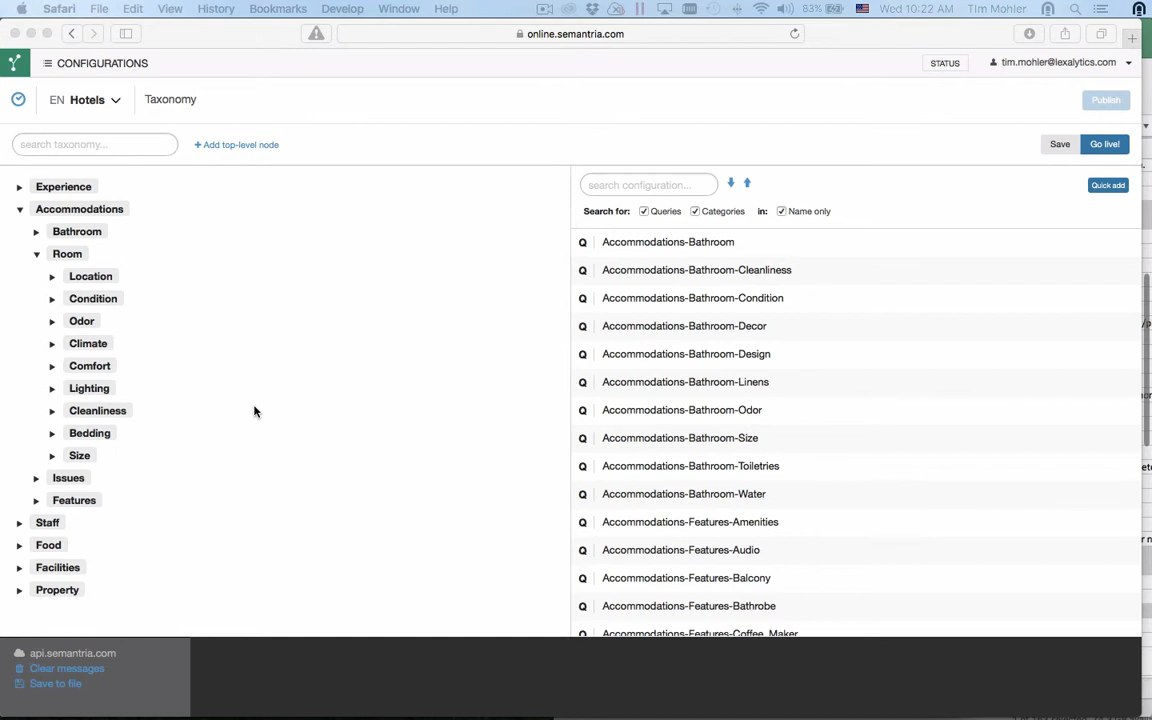 Safari File Edit View History Bookmarks Develop Window Help 83% Wed 10:22 AM Tim Mohler
online.semantria.com
CONFIGURATIONS STATUS tim.mohler@lexalytics.com
EN Hotels Taxonomy Publish
search taxonomy... + Add top-level node Save Go live!
Experience
Accommodations
Bathroom
Room
Location
Condition
Odor
Climate
Comfort
Lighting
Cleanliness
Bedding
Size
Issues
Features
Staff
Food
Facilities
Property
search configuration... Quick add
Search for: Queries Categories in: Name only
Q Accommodations-Bathroom
Q Accommodations-Bathroom-Cleanliness
Q Accommodations-Bathroom-Condition
Q Accommodations-Bathroom-Decor
Q Accommodations-Bathroom-Design
Q Accommodations-Bathroom-Linens
Q Accommodations-Bathroom-Odor
Q Accommodations-Bathroom-Size
Q Accommodations-Bathroom-Toiletries
Q Accommodations-Bathroom-Water
Q Accommodations-Features-Amenities
Q Accommodations-Features-Audio
Q Accommodations-Features-Balcony
Q Accommodations-Features-Bathrobe
Q Accommodations-Features-Coffee_Maker
api.semantria.com
Clear messages
Save to file